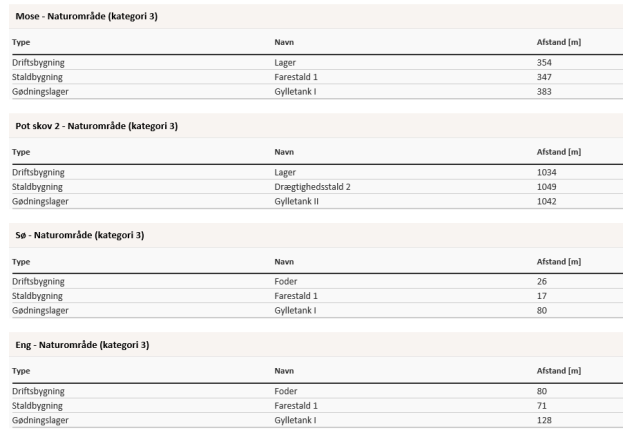 Mose - Naturområde (kategori 3)
Type Navn Afstand [m]
Driftsbygning Lager 354
Staldbygning Farestald 1 347
Gødningslager Gylletank I 383
Pot skov 2 - Naturområde (kategori 3)
Type Navn Afstand [m]
Driftsbygning Lager 1034
Staldbygning Drægtighedsstald 2 1049
Gødningslager Gylletank II 1042
Sø - Naturområde (kategori 3)
Type Navn Afstand [m]
Driftsbygning Foder 26
Staldbygning Farestald 1 17
Gødningslager Gylletank I 80
Eng - Naturområde (kategori 3)
Type Navn Afstand [m]
Driftsbygning Foder 80
Staldbygning Farestald 1 71
Gødningslager Gylletank I 128